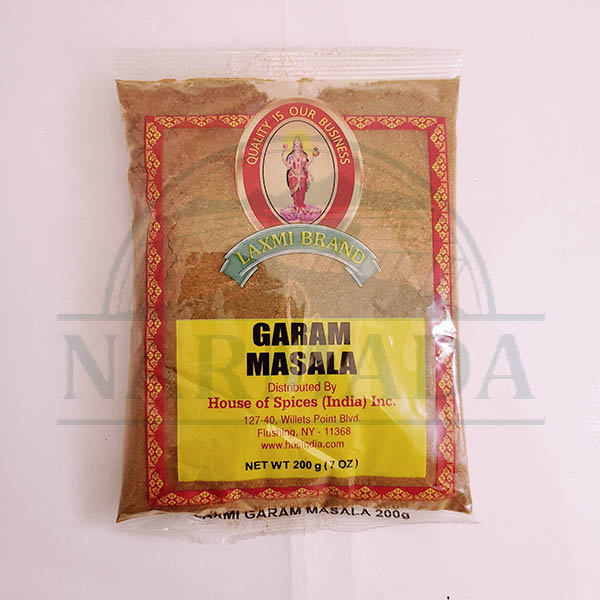 QUALITY IS OUR BUSINESS
LAXMI BRAND
GARAM
MASALA
Distributed By
House of Spices (India) Inc.
127-40, Willets Point Blvd.
Flushing, NY - 11368
www.hosindia.com
NET WT 200 g (7 OZ)
LAXMI GARAM MASALA 200g